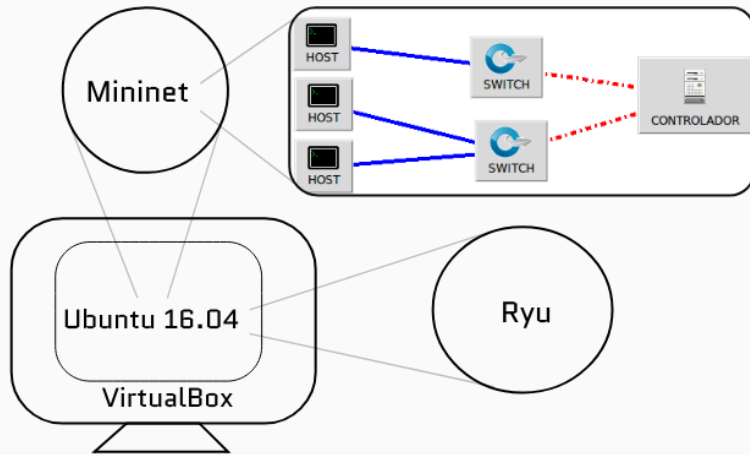 Mininet
HOST
HOST
HOST
SWITCH
SWITCH
CONTROLADOR
Ubuntu 16.04
VirtualBox
Ryu